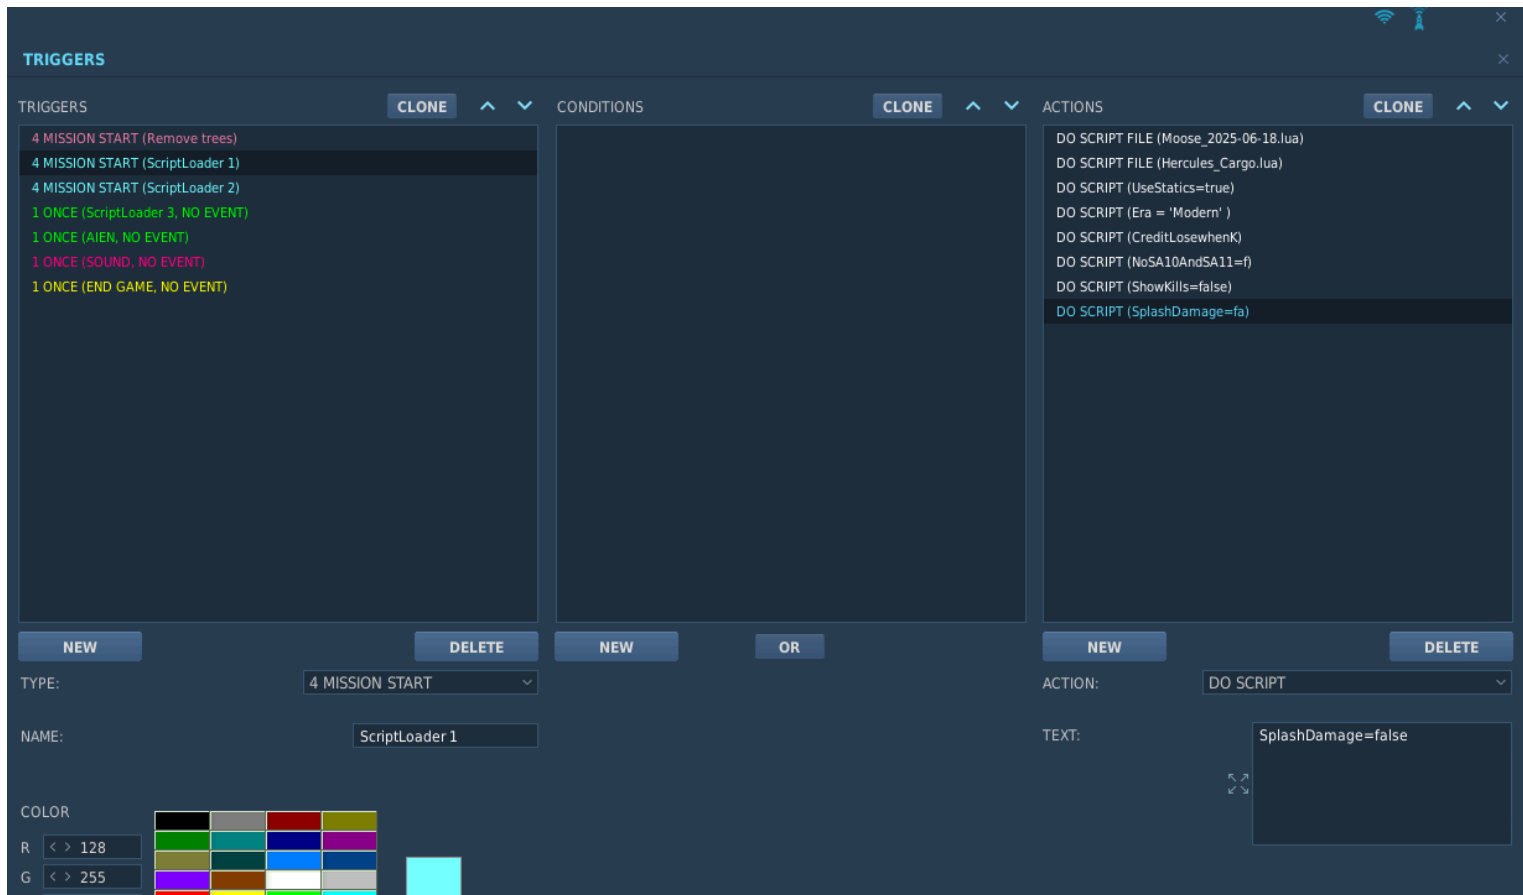 TRIGGERS
TRIGGERS CLONE CONDITIONS CLONE ACTIONS CLONE
4 MISSION START (Remove trees)
4 MISSION START (ScriptLoader 1)
4 MISSION START (ScriptLoader 2)
1 ONCE (ScriptLoader 3, NO EVENT)
1 ONCE (AIEN, NO EVENT)
1 ONCE (SOUND, NO EVENT)
1 ONCE (END GAME, NO EVENT)
DO SCRIPT FILE (Moose_2025-06-18.lua)
DO SCRIPT FILE (Hercules_Cargo.lua)
DO SCRIPT (UseStatics=true)
DO SCRIPT (Era = 'Modern' )
DO SCRIPT (CreditLosewhenK)
DO SCRIPT (NoSA10AndSA11=f)
DO SCRIPT (ShowKills=false)
DO SCRIPT (SplashDamage=fa)
NEW DELETE NEW OR NEW DELETE
TYPE: 4 MISSION START
NAME: ScriptLoader 1
COLOR
R < > 128
G < > 255
ACTION: DO SCRIPT
TEXT: SplashDamage=false